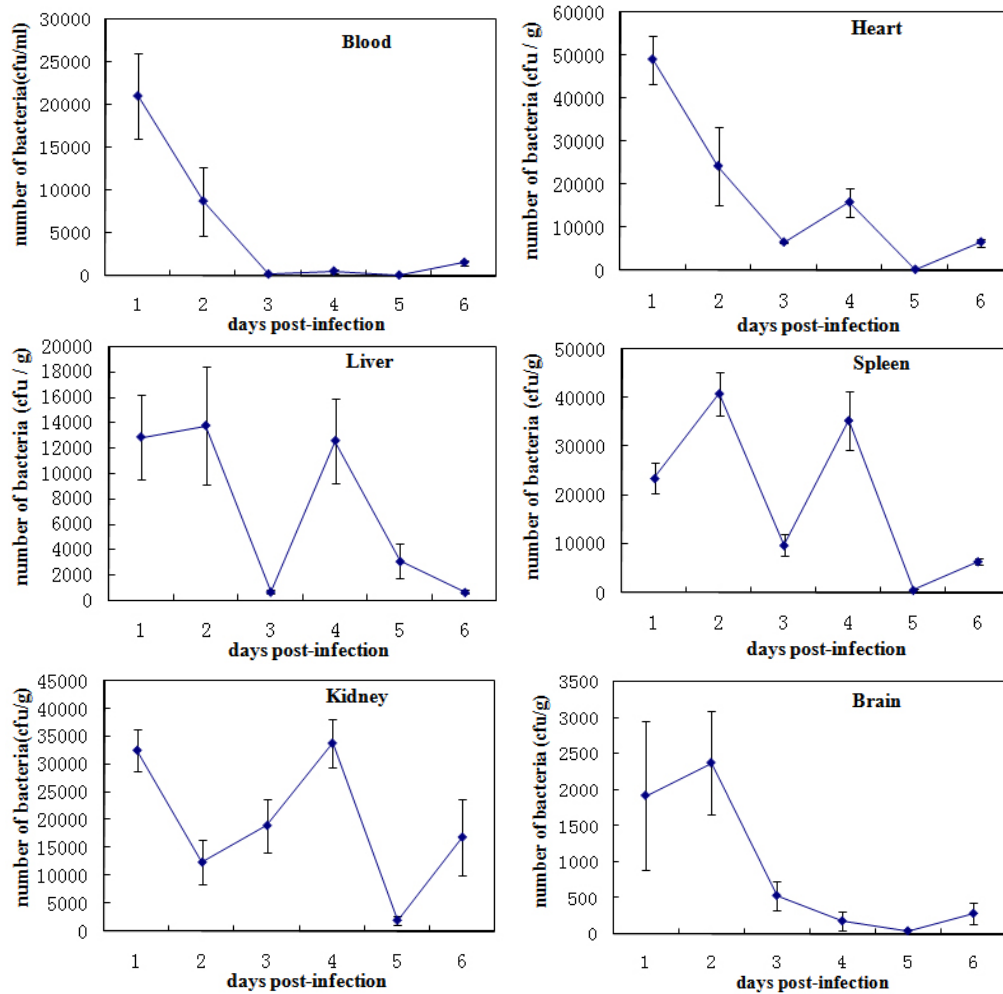 Blood
number of bacteria(cfu/ml)
30000
25000
20000
15000
10000
5000
0
1 2 3 4 5 6
days post-infection
Heart
number of bacteria (cfu / g)
60000
50000
40000
30000
20000
10000
0
1 2 3 4 5 6
days post-infection
Liver
number of bacteria (cfu / g)
20000
18000
16000
14000
12000
10000
8000
6000
4000
2000
0
1 2 3 4 5 6
days post-infection
Spleen
number of bacteria (cfu/g)
50000
40000
30000
20000
10000
0
1 2 3 4 5 6
days post-infection
Kidney
number of bacteria(cfu/g)
45000
40000
35000
30000
25000
20000
15000
10000
5000
0
1 2 3 4 5 6
days post-infection
Brain
number of bacteria (cfu/g)
3500
3000
2500
2000
1500
1000
500
0
1 2 3 4 5 6
days post-infection